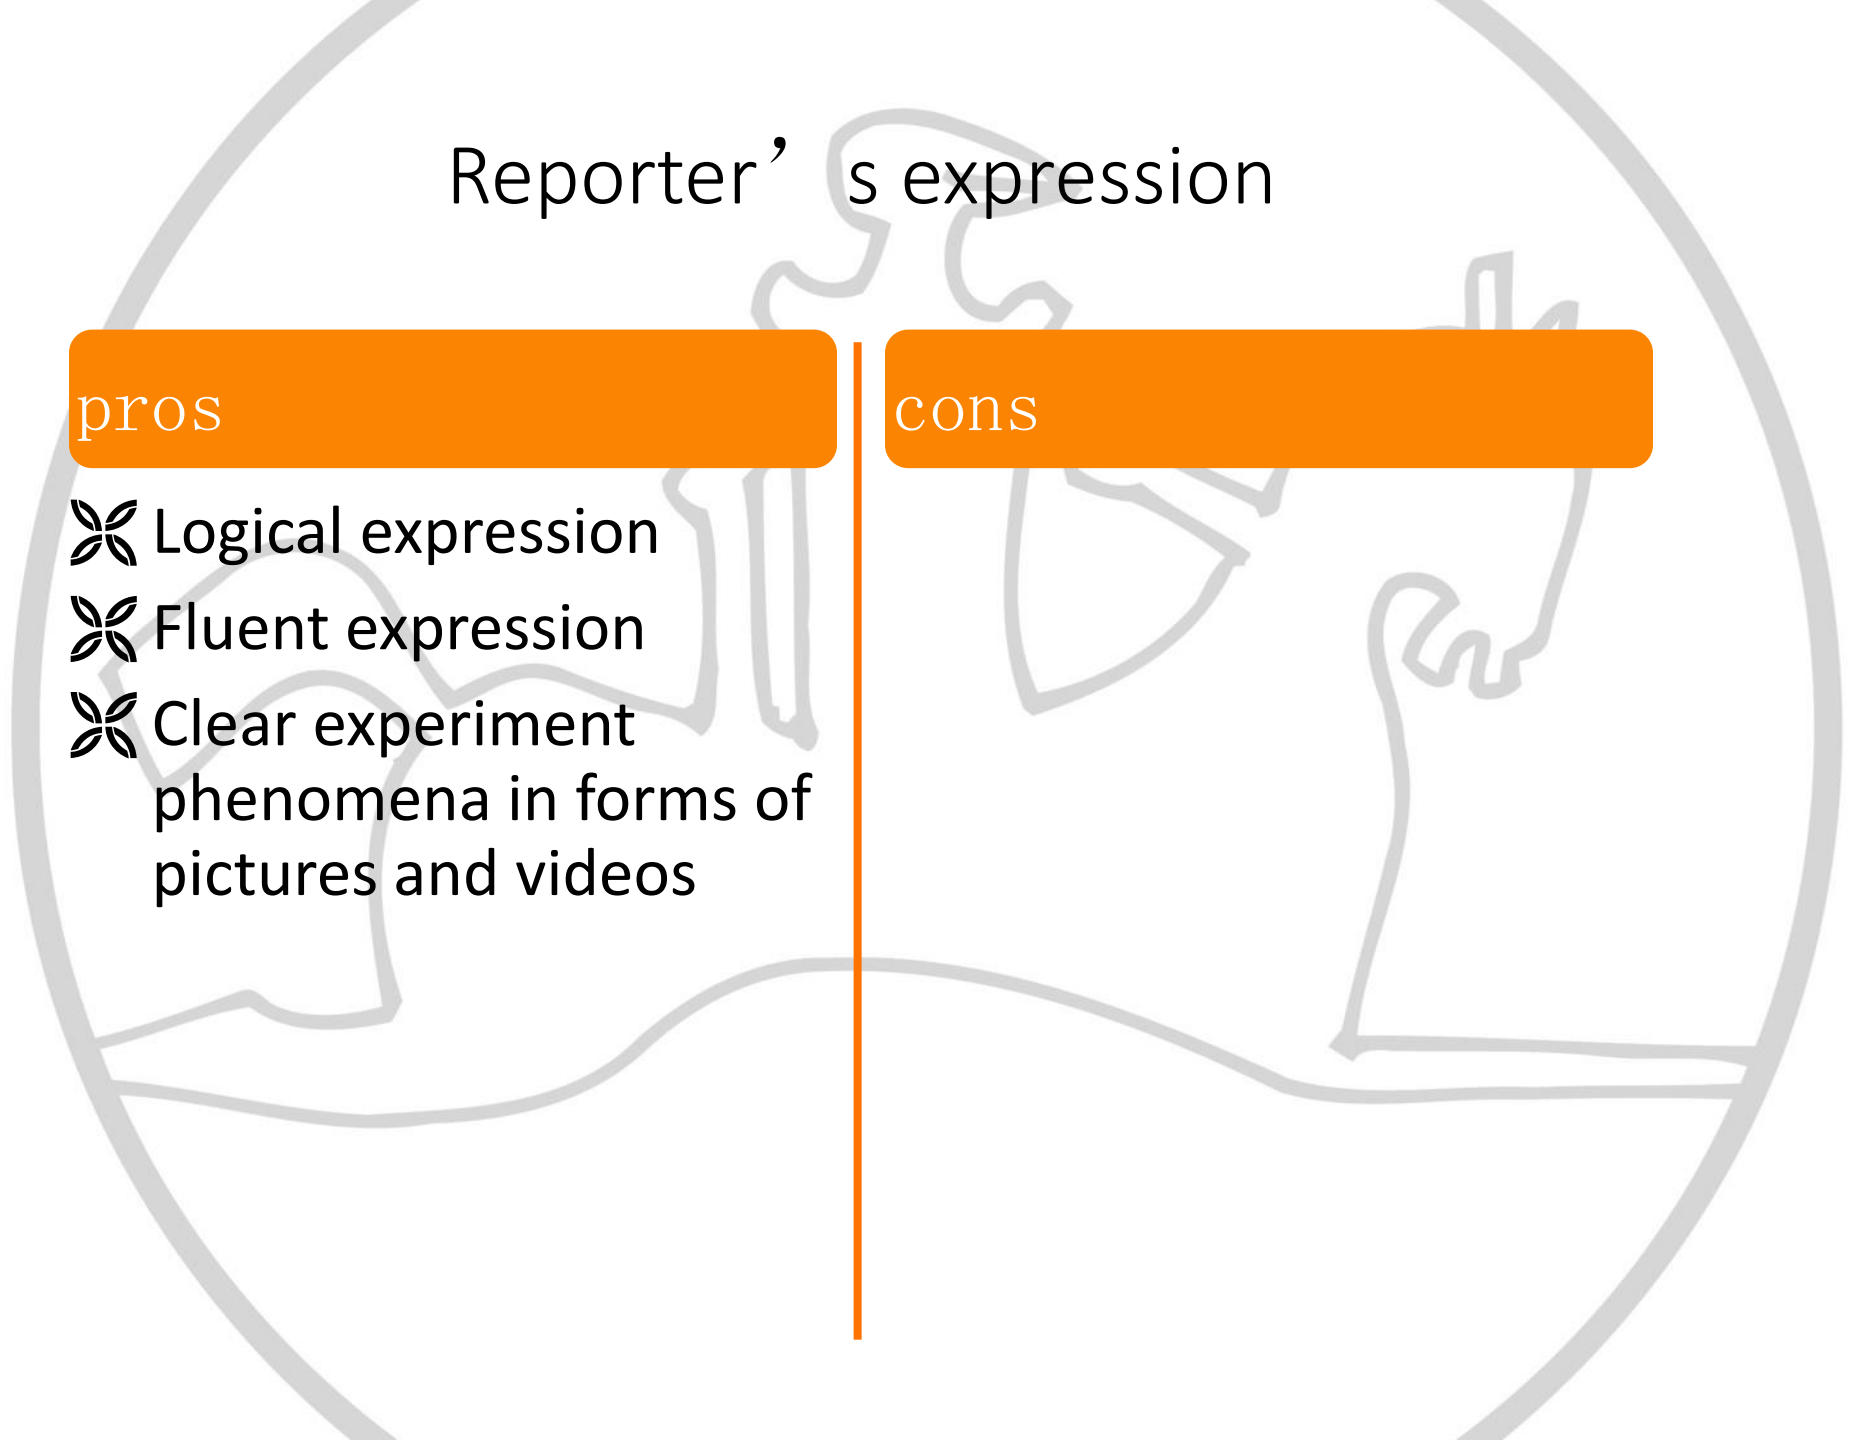 Reporter’s expression
pros
cons
Logical expression
Fluent expression
Clear experiment
phenomena in forms of
pictures and videos